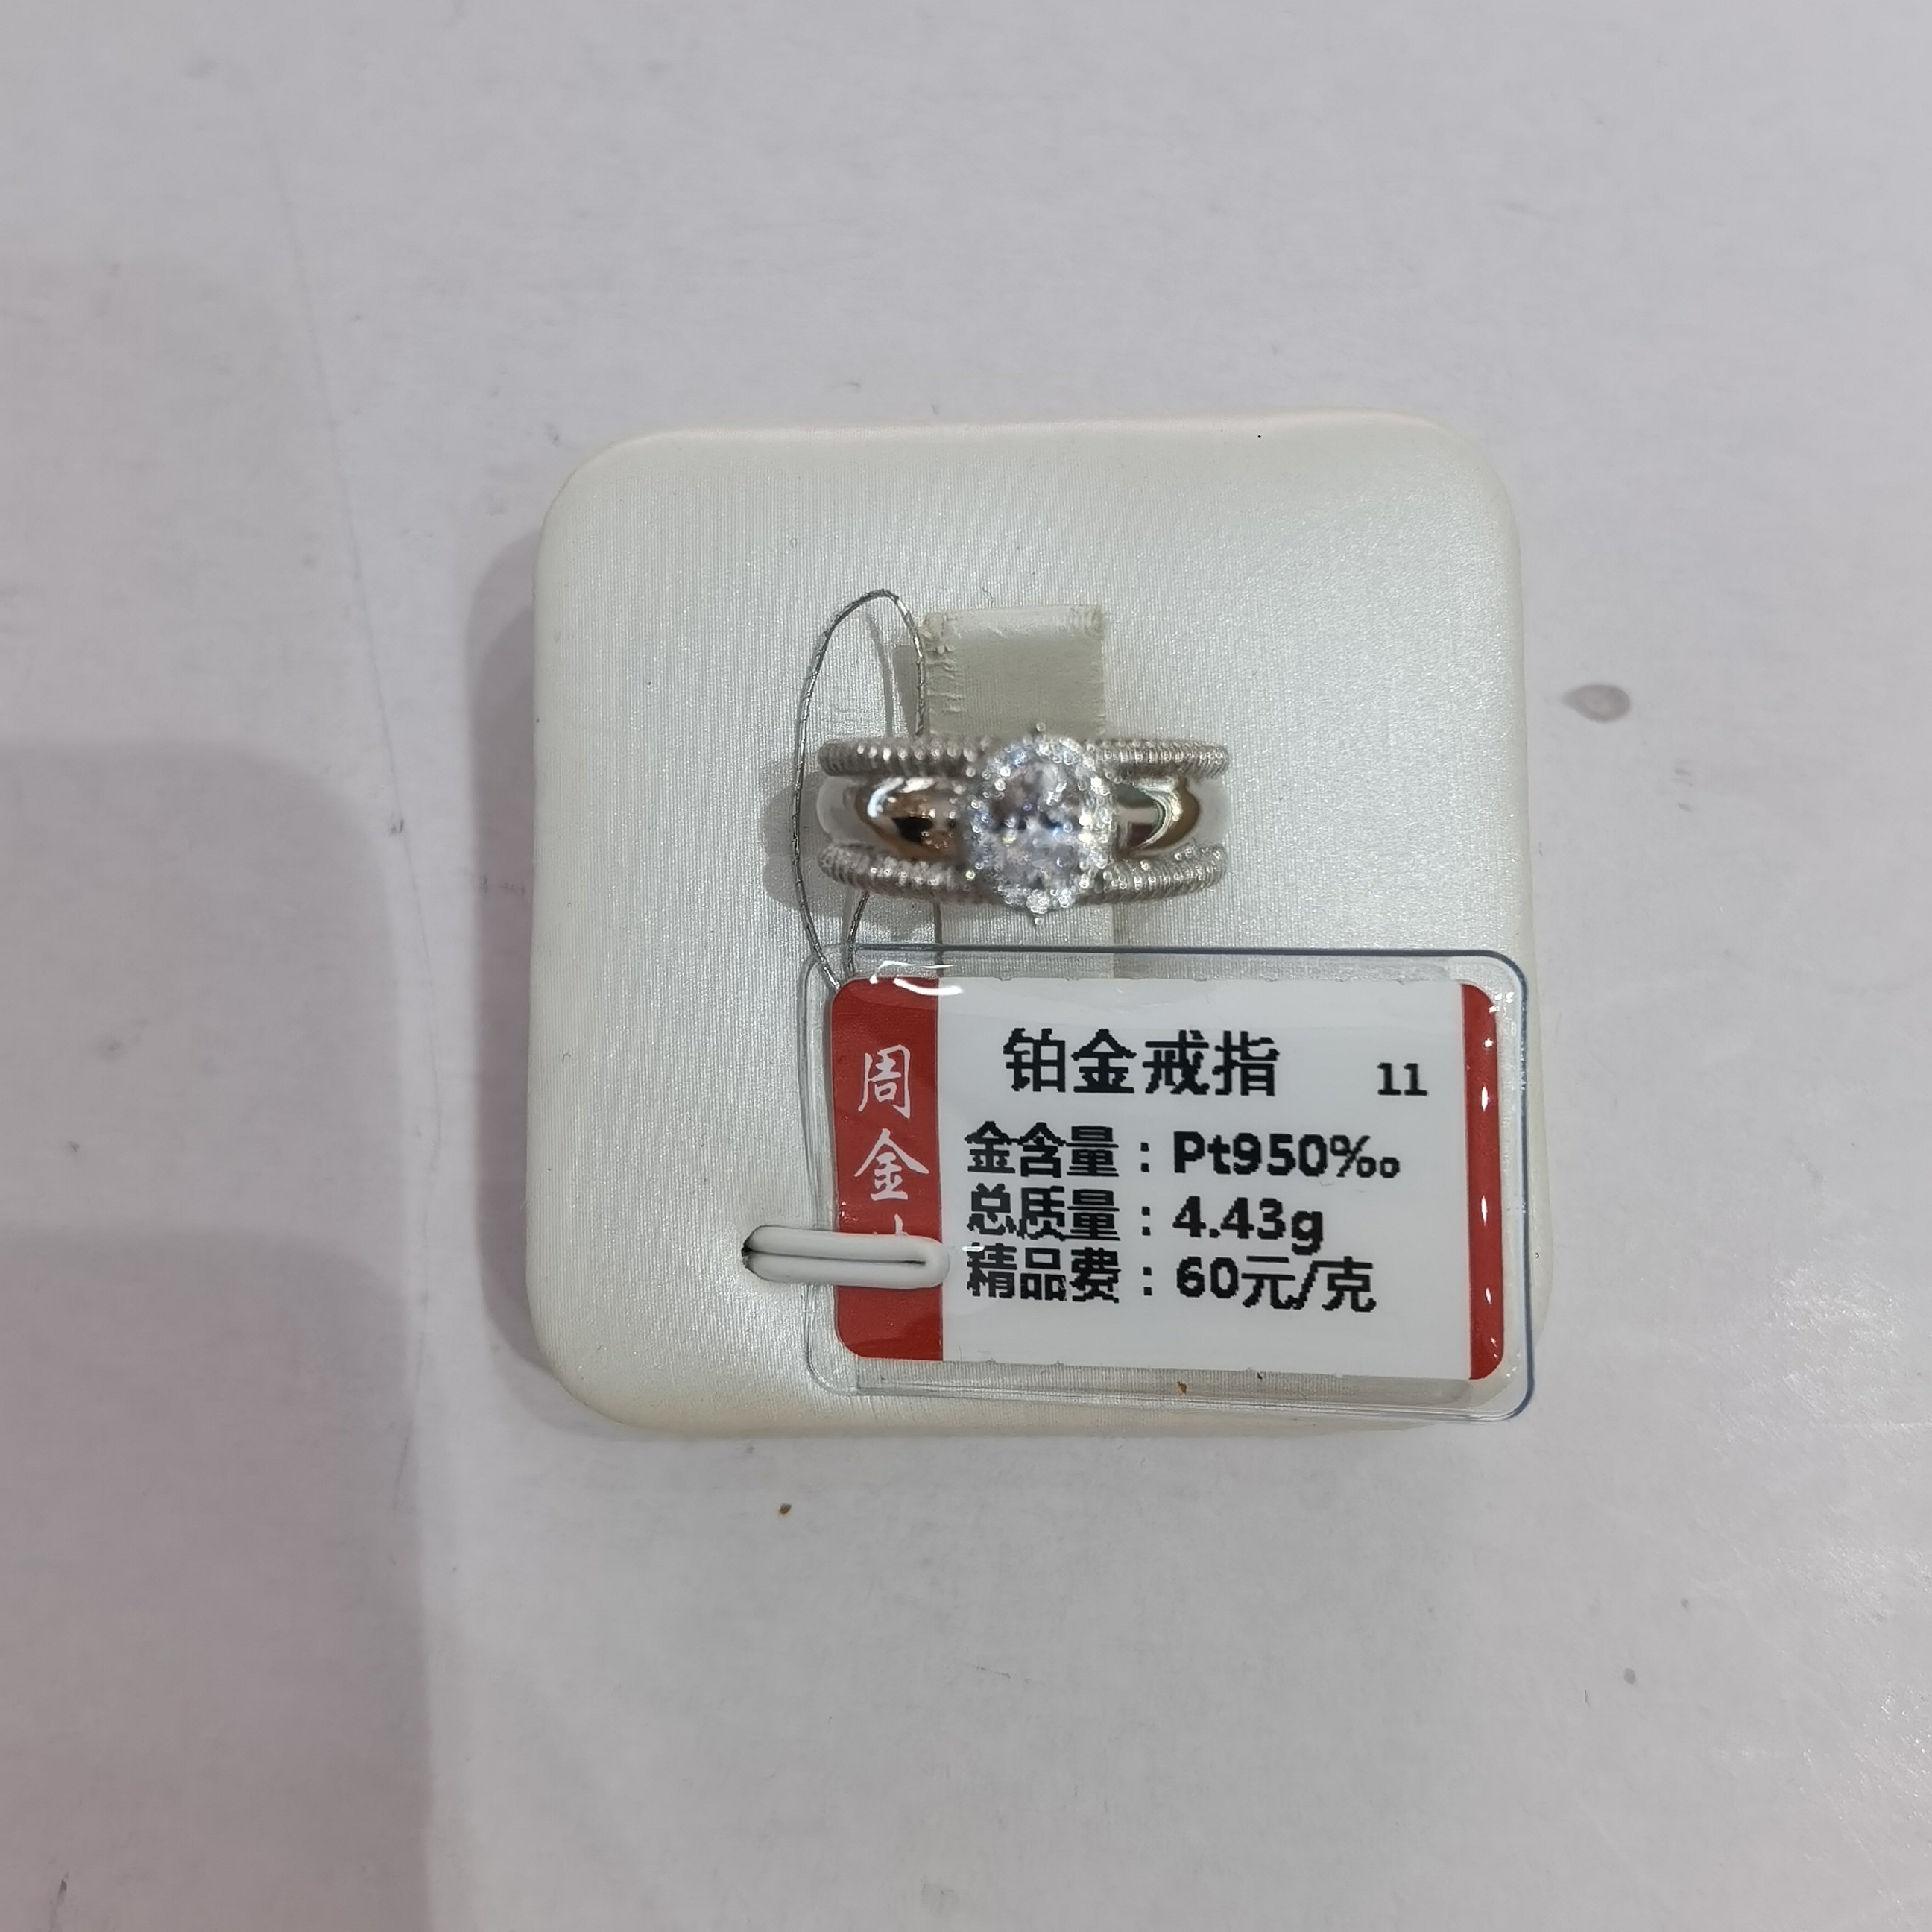 周金
铂金戒指 11
金含量：Pt950‰
总质量：4.43g
精品费：60元/克